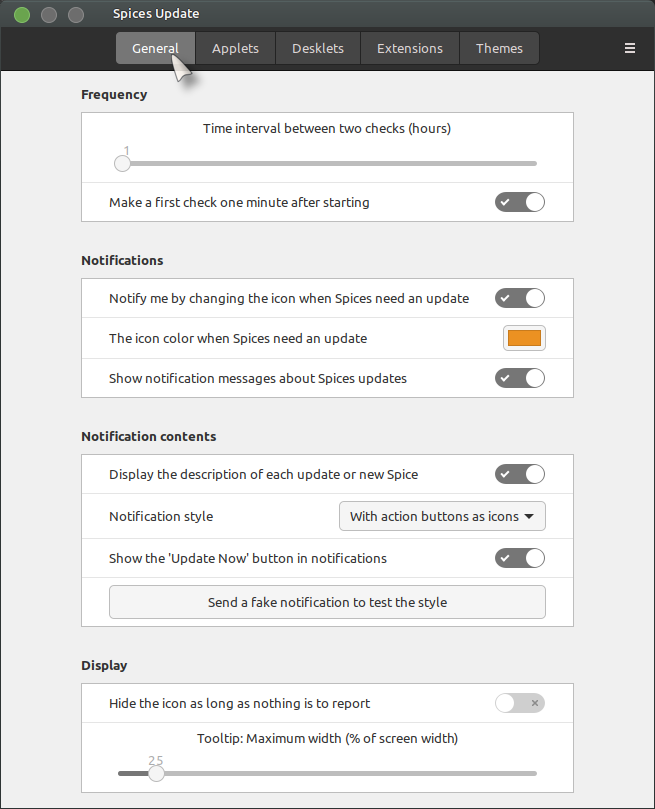 Spices Update
General Applets Desklets Extensions Themes
Frequency
Time interval between two checks (hours)
1
Make a first check one minute after starting
Notifications
Notify me by changing the icon when Spices need an update
The icon color when Spices need an update
Show notification messages about Spices updates
Notification contents
Display the description of each update or new Spice
Notification style With action buttons as icons
Show the 'Update Now' button in notifications
Send a fake notification to test the style
Display
Hide the icon as long as nothing is to report
Tooltip: Maximum width (% of screen width)
25